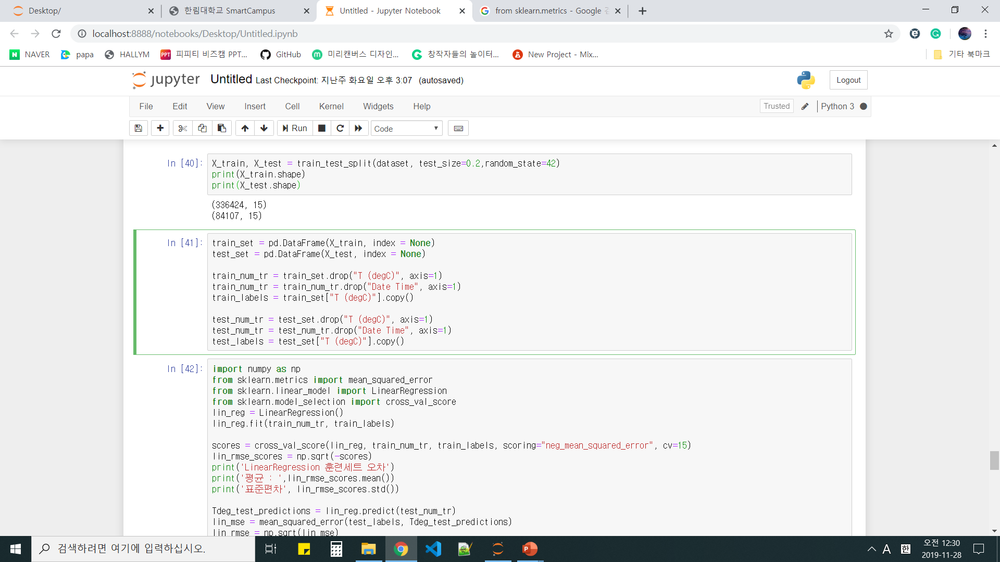 Desktop/
한림대학교 SmartCampus
Untitled - Jupyter Notebook
from sklearn.metrics - Google
localhost:8888/notebooks/Desktop/Untitled.ipynb
NAVER
papa
HALLYM
PPT
피피티 비즈캠 PPT...
GitHub
미리캔버스 디자인...
창작자들의 놀이터...
New Project - Mix...
기타 북마크
jupyter Untitled Last Checkpoint: 지난주 화요일 오후 3:07 (autosaved)
Logout
File Edit View Insert Cell Kernel Widgets Help
Trusted
Python 3
Run
Code
In [40]:
X_train, X_test = train_test_split(dataset, test_size=0.2,random_state=42)
print(X_train.shape)
print(X_test.shape)
(336424, 15)
(84107, 15)
In [41]:
train_set = pd.DataFrame(X_train, index = None)
test_set = pd.DataFrame(X_test, index = None)
train_num_tr = train_set.drop("T (degC)", axis=1)
train_num_tr = train_num_tr.drop("Date Time", axis=1)
train_labels = train_set["T (degC)"].copy()
test_num_tr = test_set.drop("T (degC)", axis=1)
test_num_tr = test_num_tr.drop("Date Time", axis=1)
test_labels = test_set["T (degC)"].copy()
In [42]:
import numpy as np
from sklearn.metrics import mean_squared_error
from sklearn.linear_model import LinearRegression
from sklearn.model_selection import cross_val_score
lin_reg = LinearRegression()
lin_reg.fit(train_num_tr, train_labels)
scores = cross_val_score(lin_reg, train_num_tr, train_labels, scoring="neg_mean_squared_error", cv=15)
lin_rmse_scores = np.sqrt(-scores)
print('LinearRegression 훈련세트 오차')
print('평균 : ',lin_rmse_scores.mean())
print('표준편차', lin_rmse_scores.std())
Tdeg_test_predictions = lin_reg.predict(test_num_tr)
lin_mse = mean_squared_error(test_labels, Tdeg_test_predictions)
lin_rmse = np.sqrt(lin_mse)
검색하려면 여기에 입력하십시오.
A
한
오전 12:30
2019-11-28